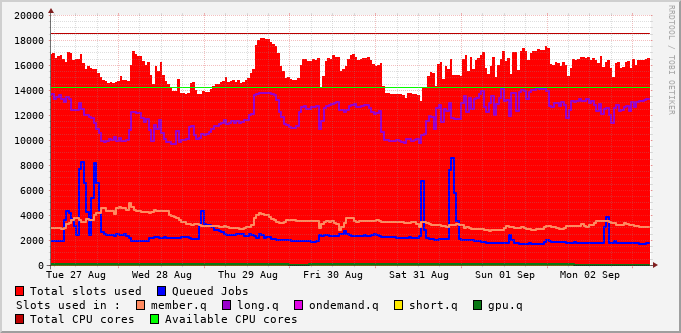 RRDTOOL / TOBI OETIKER
20000
18000
16000
14000
12000
10000
8000
6000
4000
2000
0
Tue 27 Aug Wed 28 Aug Thu 29 Aug Fri 30 Aug Sat 31 Aug Sun 01 Sep Mon 02 Sep
Total slots used Queued Jobs
Slots used in : member.q long.q ondemand.q short.q gpu.q
Total CPU cores Available CPU cores